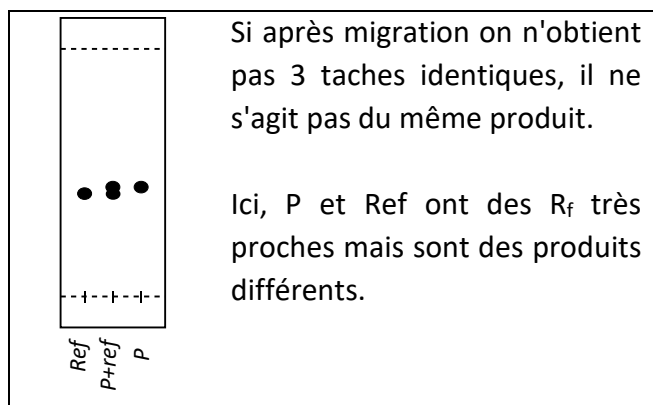 Si après migration on n'obtient
pas 3 taches identiques, il ne
s'agit pas du même produit.
Ici, P et Ref ont des Rf très
proches mais sont des produits
différents.
Ref
P+ref
P